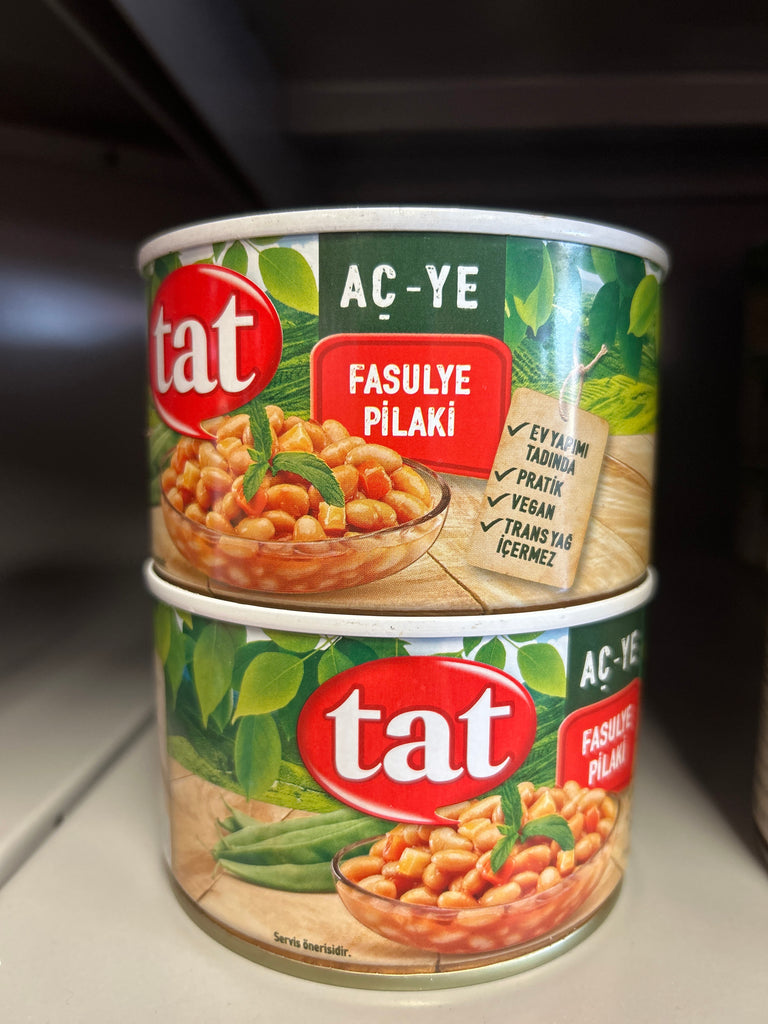 AÇ-YE
tat
FASULYE
PİLAKİ
EV YAPIMI
TADINDA
PRATİK
VEGAN
TRANS YAĞ
İÇERMEZ
AÇ-YE
tat
FASULYE
PİLAKİ
Servis önerisidir.